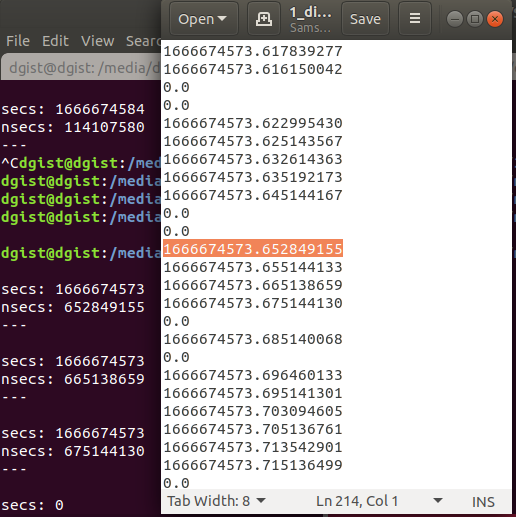 File Edit View Sear
dgist@dgist: /media/d
secs: 1666674584
nsecs: 114107580
---
^Cdgist@dgist:/media
dgist@dgist:/media
dgist@dgist:/media
dgist@dgist:/media
dgist@dgist:/media
secs: 1666674573
nsecs: 652849155
---
secs: 1666674573
nsecs: 665138659
---
secs: 1666674573
nsecs: 675144130
---
secs: 0
Open
1_di...
Sams...
Save
1666674573.617839277
1666674573.616150042
0.0
0.0
1666674573.622995430
1666674573.625143567
1666674573.632614363
1666674573.635192173
1666674573.645144167
0.0
0.0
1666674573.652849155
1666674573.655144133
1666674573.665138659
1666674573.675144130
0.0
1666674573.685140068
0.0
1666674573.696460133
1666674573.695141301
1666674573.703094605
1666674573.705136761
1666674573.713542901
1666674573.715136499
0.0
Tab Width: 8
Ln 214, Col 1
INS